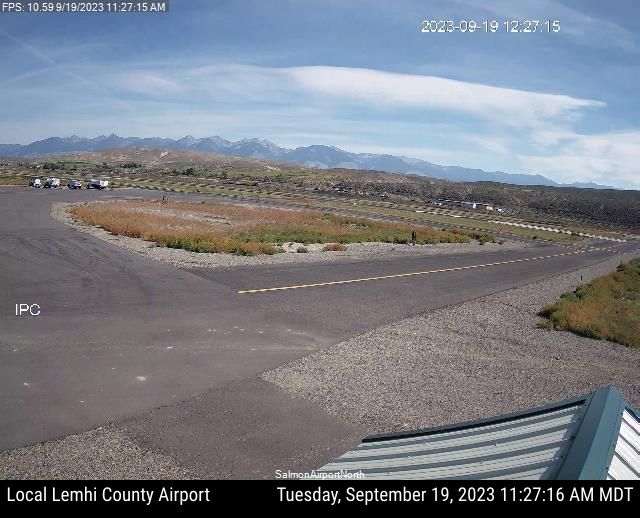 FPS: 10.59 9/19/2023 11:27:15 AM
2023-09-19 12:27:15
IPC
SalmonAirportNorth
Local Lemhi County Airport
Tuesday, September 19, 2023 11:27:16 AM MDT